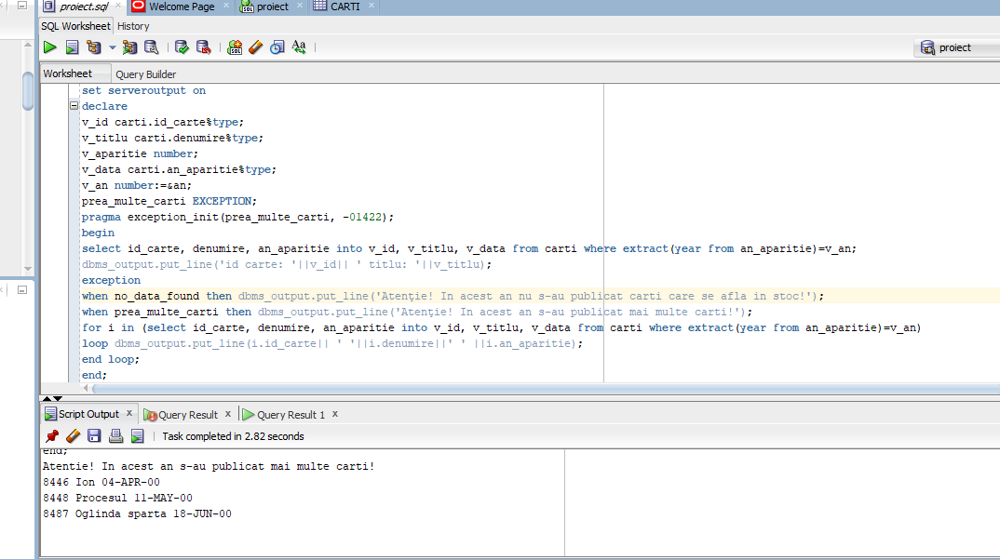 proiect.sql Welcome Page proiect CARTI
SQL Worksheet History
Aa
proiect
Worksheet Query Builder
set serveroutput on
declare
v_id carti.id_carte%type;
v_titlu carti.denumire%type;
v_aparitie number;
v_data carti.an_aparitie%type;
v_an number:=&an;
prea_multe_carti EXCEPTION;
pragma exception_init(prea_multe_carti, -01422);
begin
select id_carte, denumire, an_aparitie into v_id, v_titlu, v_data from carti where extract(year from an_aparitie)=v_an;
dbms_output.put_line('id carte: '||v_id|| ' titlu: '||v_titlu);
exception
when no_data_found then dbms_output.put_line('Atenţie! In acest an nu s-au publicat carti care se afla in stoc!');
when prea_multe_carti then dbms_output.put_line('Atenţie! In acest an s-au publicat mai multe carti!');
for i in (select id_carte, denumire, an_aparitie into v_id, v_titlu, v_data from carti where extract(year from an_aparitie)=v_an)
loop dbms_output.put_line(i.id_carte|| ' '||i.denumire||' ' ||i.an_aparitie);
end loop;
end;
Script Output x Query Result x Query Result 1 x
Task completed in 2.82 seconds
end;
Atentie! In acest an s-au publicat mai multe carti!
8446 Ion 04-APR-00
8448 Procesul 11-MAY-00
8487 Oglinda sparta 18-JUN-00